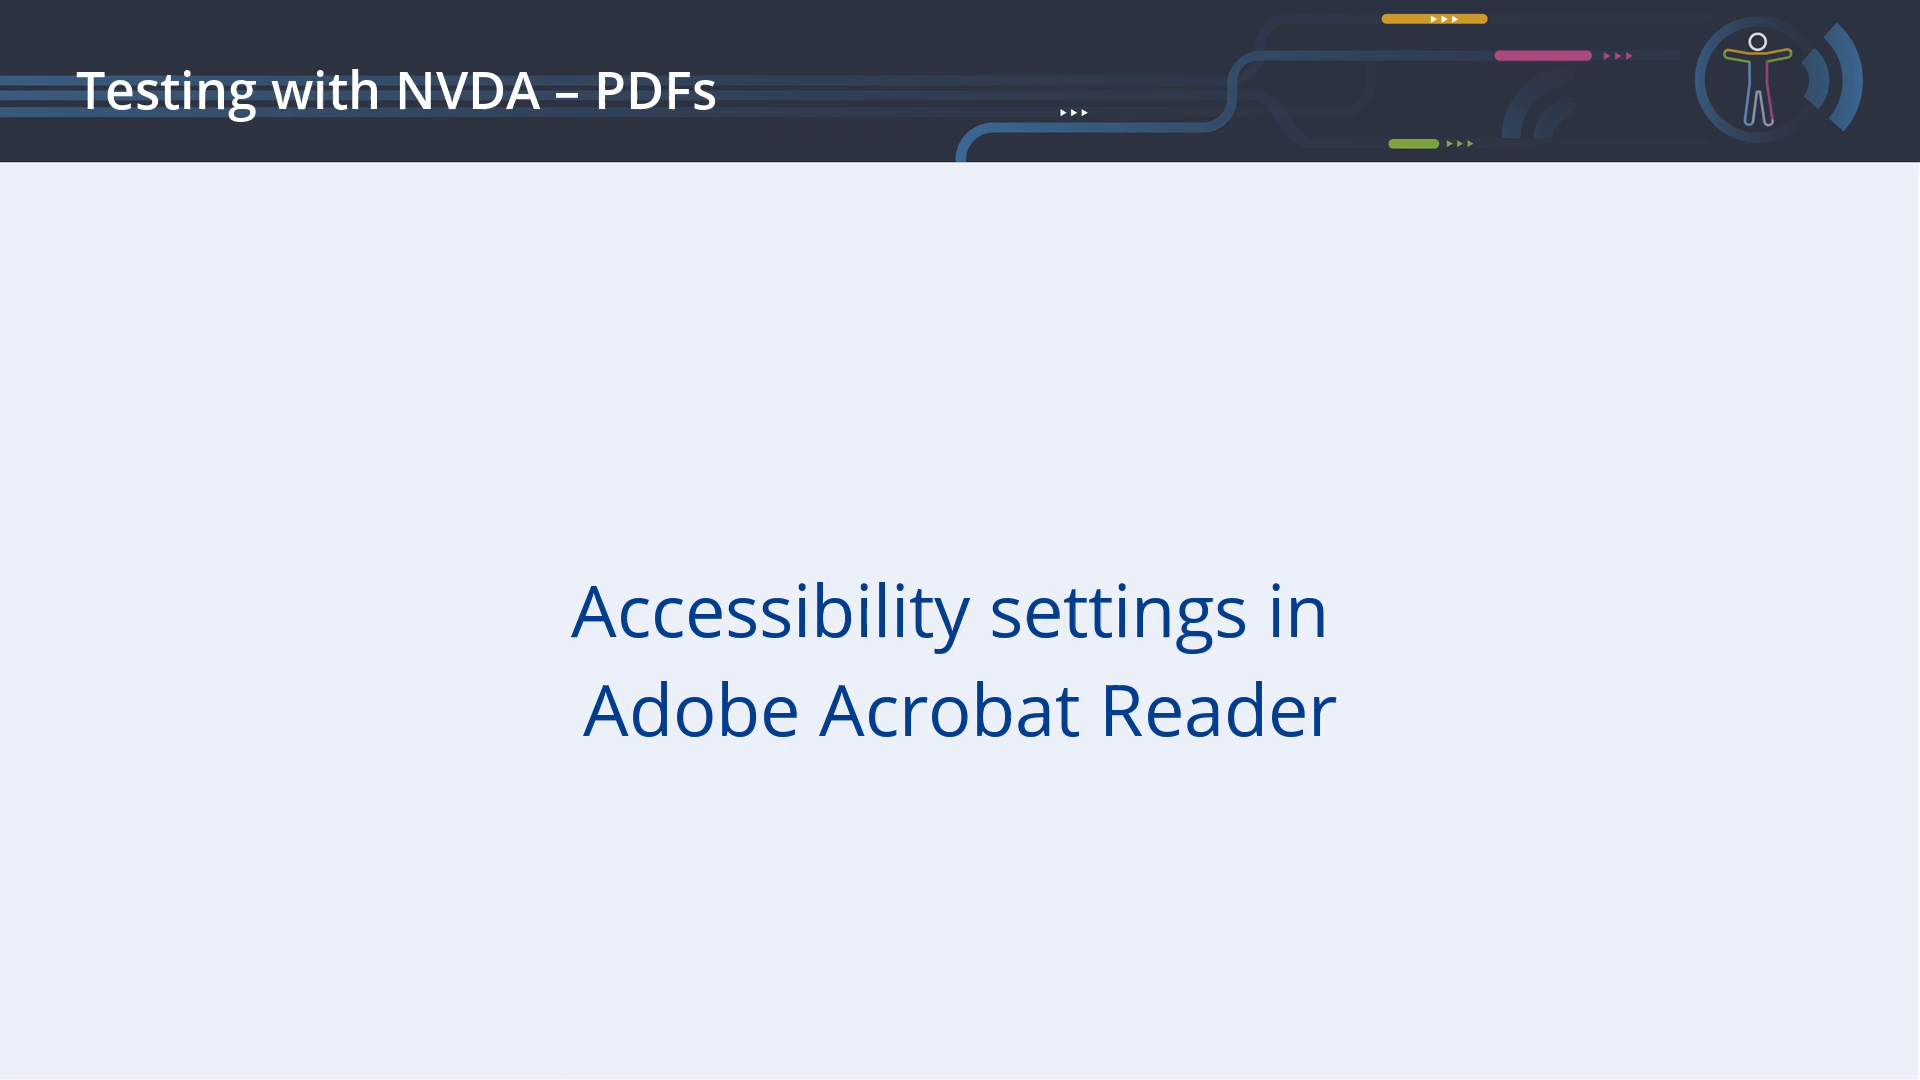 Testing with NVDA – PDFs
Accessibility settings in
Adobe Acrobat Reader